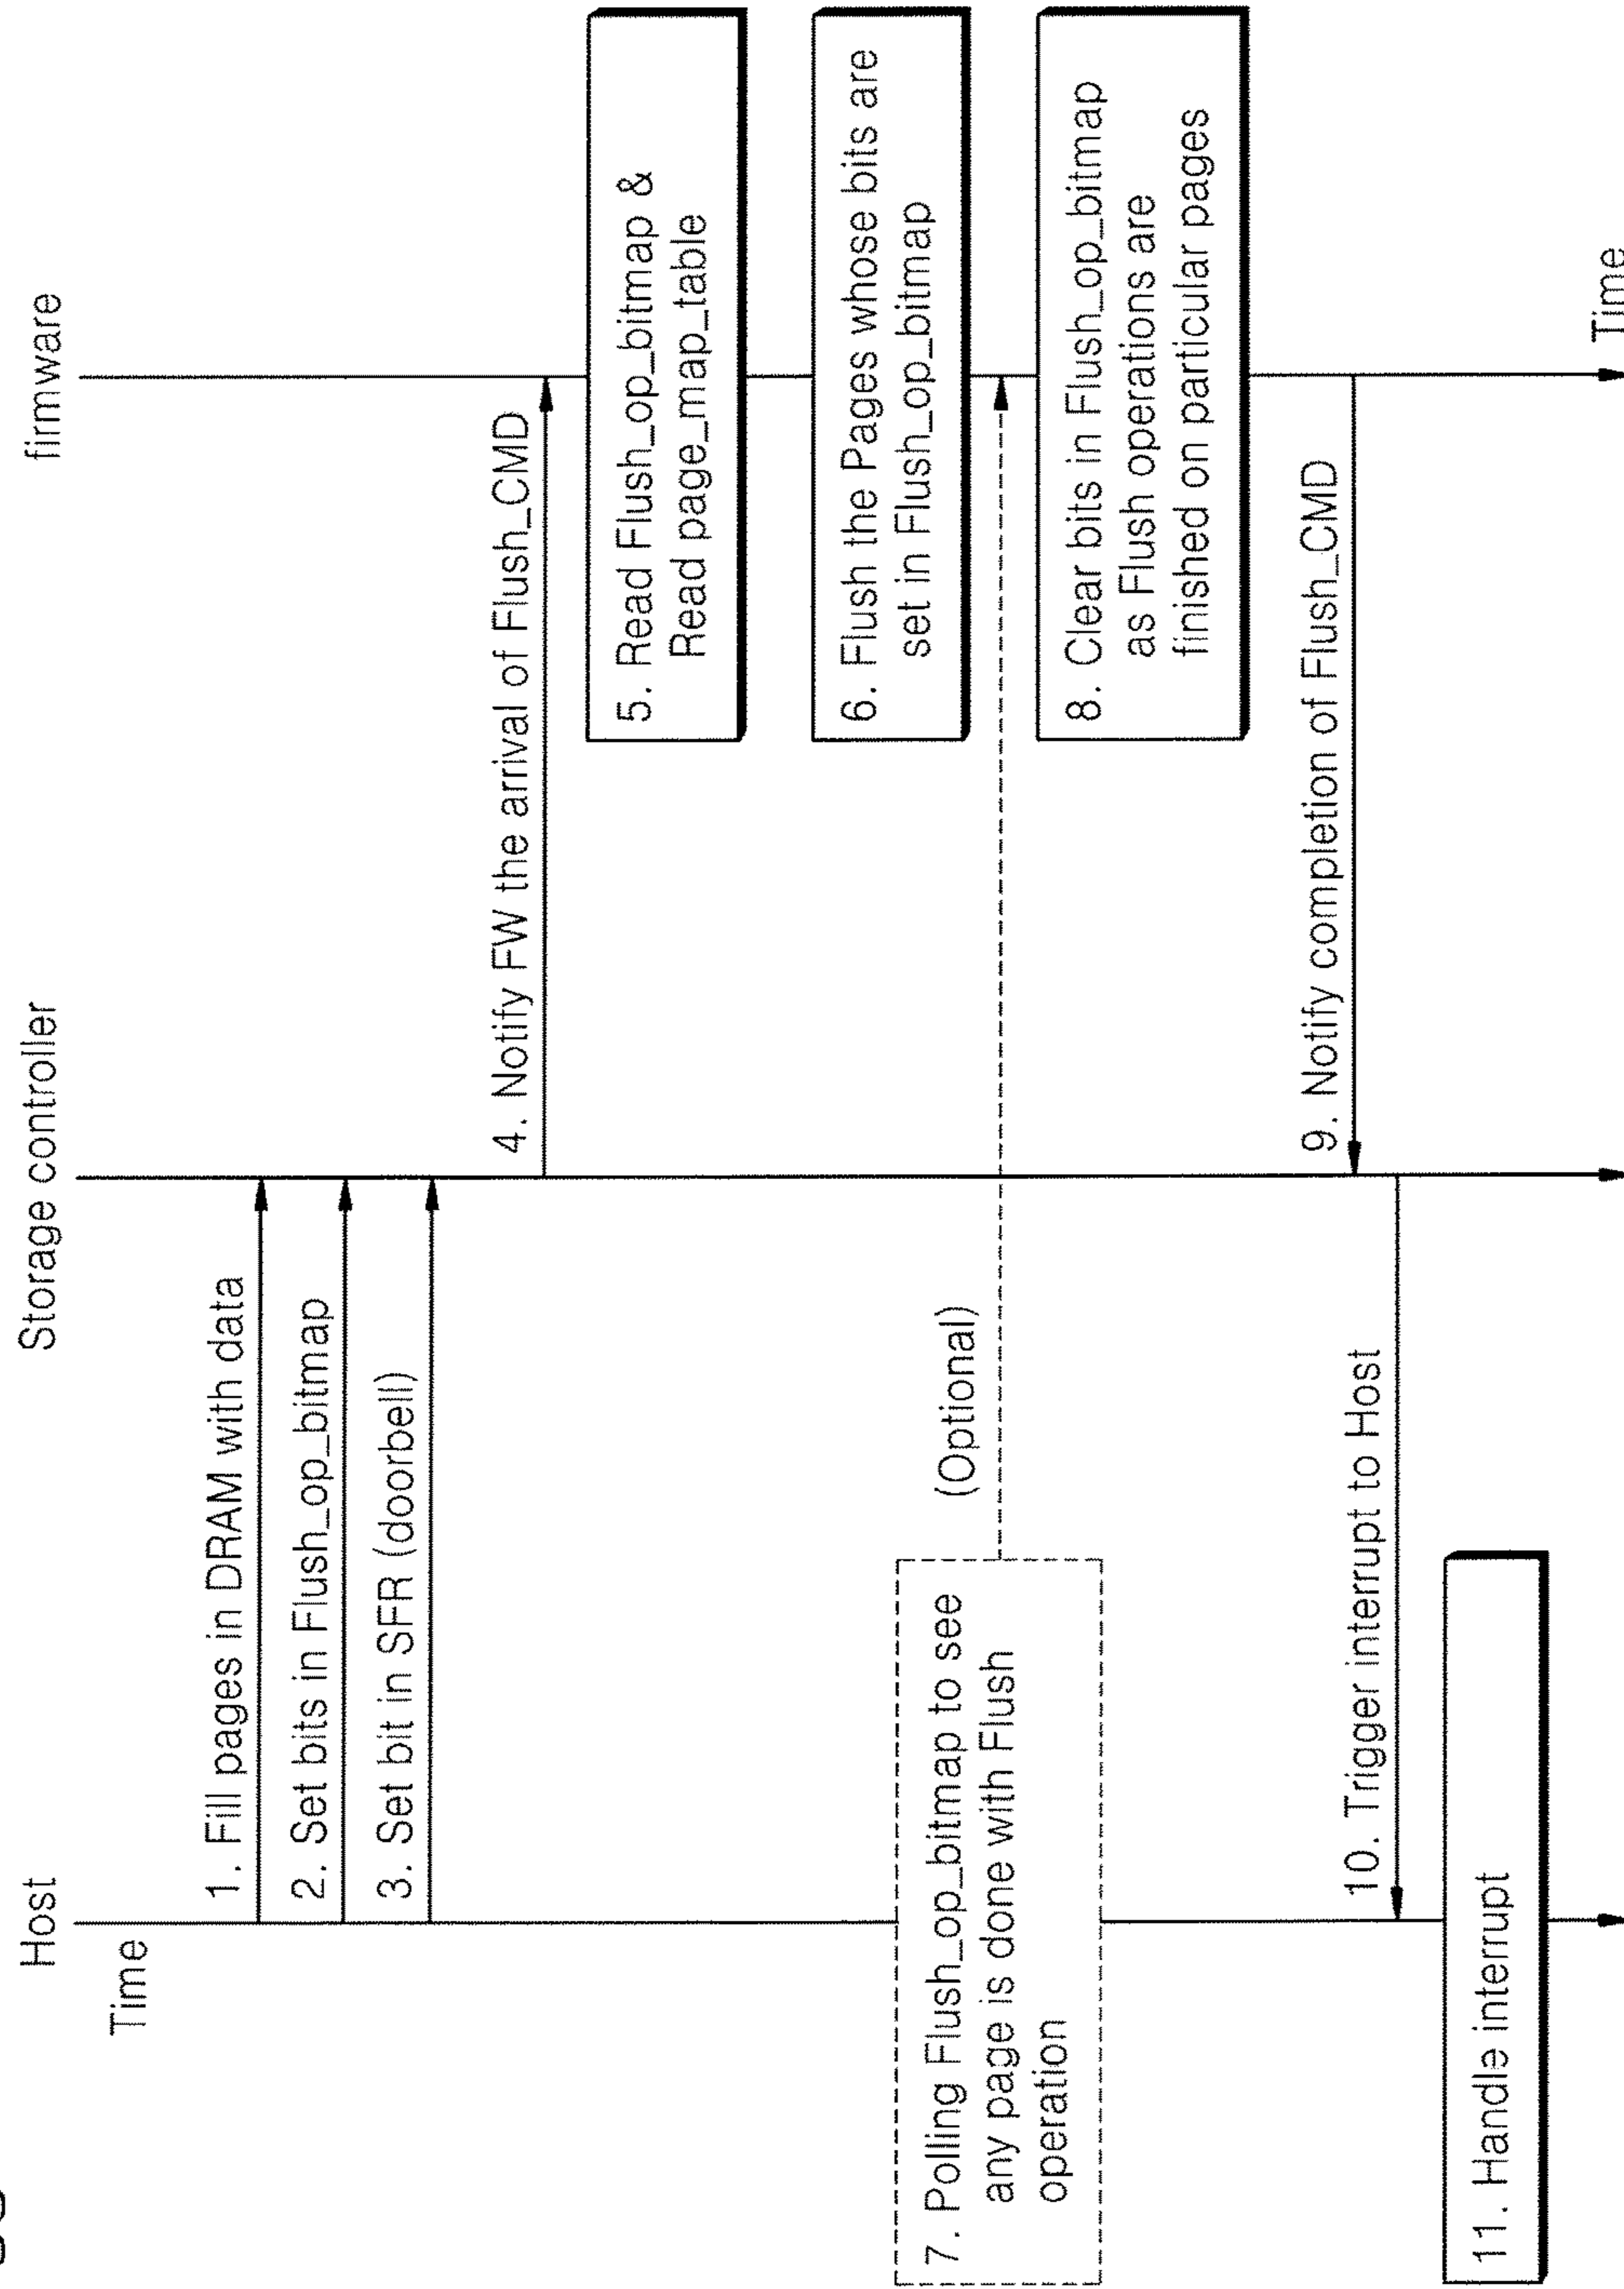 Host
Storage controller
firmware
Time
1. Fill pages in DRAM with data
2. Set bits in Flush_op_bitmap
3. Set bit in SFR (doorbell)
4. Notify FW the arrival of Flush_CMD
5. Read Flush_op_bitmap &
Read page_map_table
6. Flush the Pages whose bits are
set in Flush_op_bitmap
7. Polling Flush_op_bitmap to see
any page is done with Flush
operation
(Optional)
8. Clear bits in Flush_op_bitmap
as Flush operations are
finished on particular pages
9. Notify completion of Flush_CMD
10. Trigger interrupt to Host
11. Handle interrupt
Time